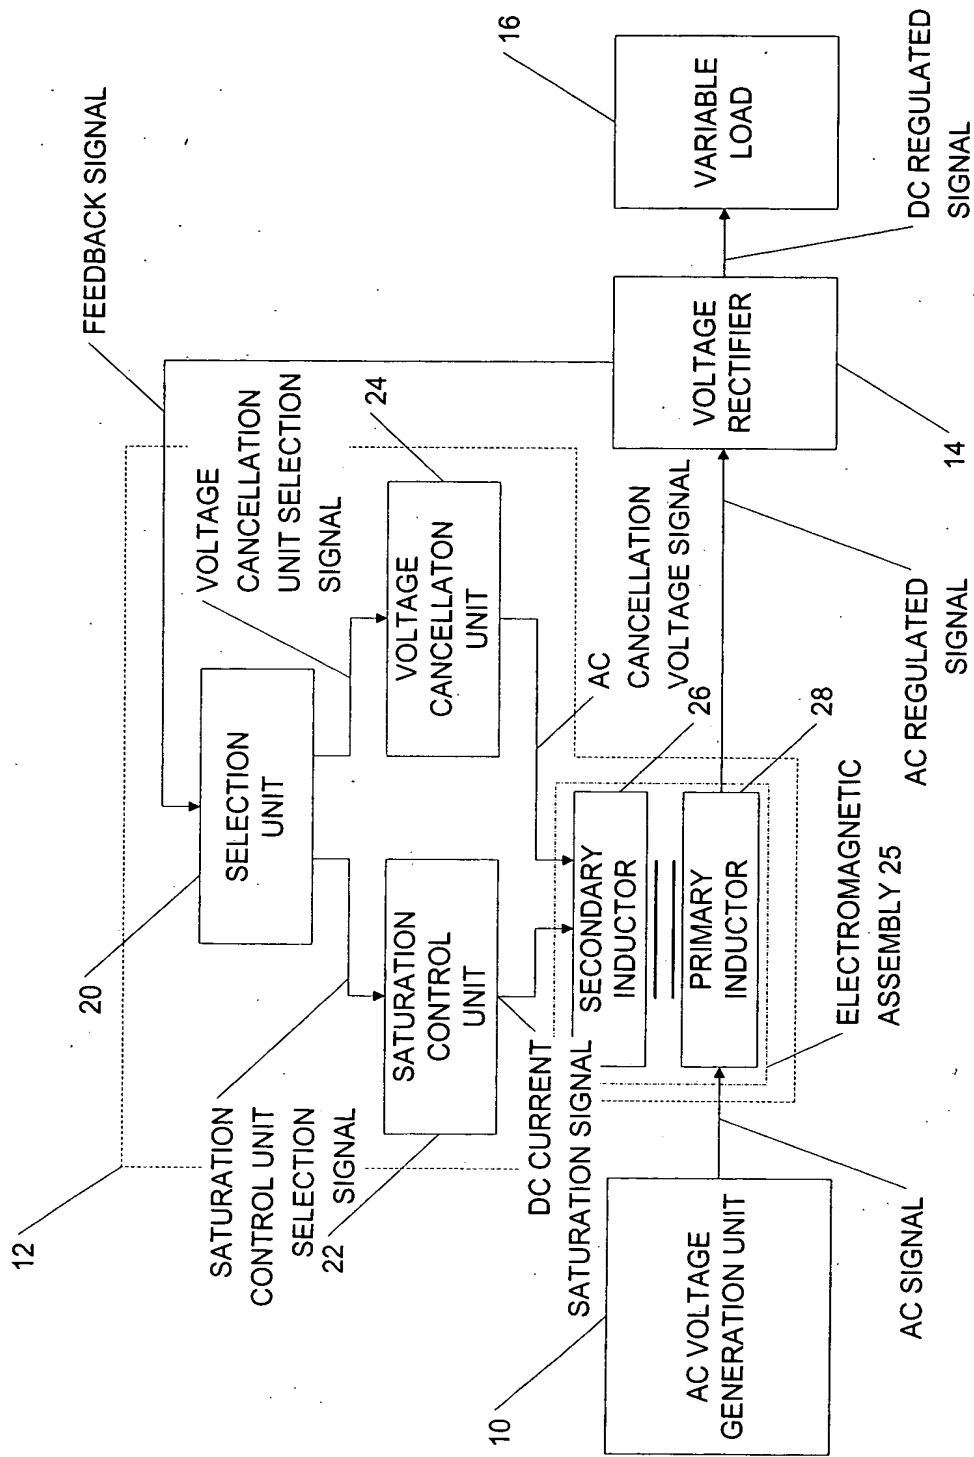 FEEDBACK SIGNAL
12
20
SELECTION
UNIT
VOLTAGE
CANCELLATION
UNIT SELECTION
SIGNAL
SATURATION
CONTROL UNIT
SELECTION
SIGNAL
22
SATURATION
CONTROL
UNIT
VOLTAGE
CANCELLATON
UNIT
24
DC CURRENT
SATURATION SIGNAL
AC
CANCELLATION
VOLTAGE SIGNAL
SECONDARY
INDUCTOR
26
PRIMARY
INDUCTOR
28
ELECTROMAGNETIC
ASSEMBLY 25
10
AC VOLTAGE
GENERATION UNIT
AC SIGNAL
AC REGULATED
SIGNAL
VOLTAGE
RECTIFIER
14
DC REGULATED
SIGNAL
VARIABLE
LOAD
16